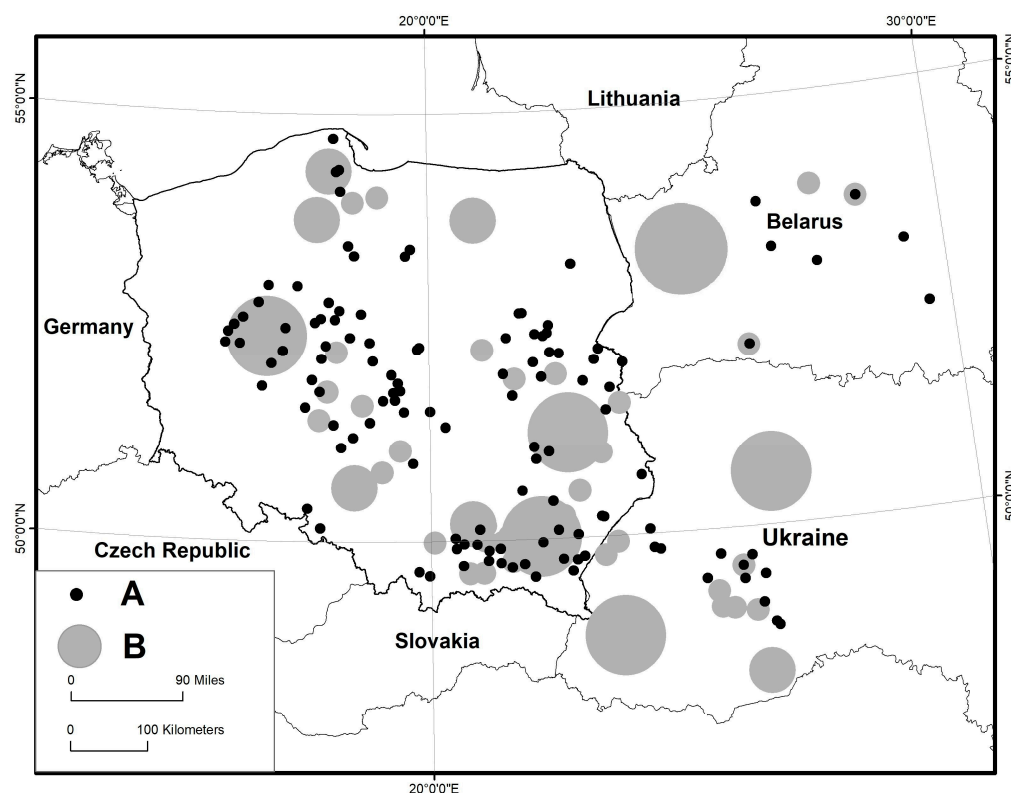 20°0'0"E
30°0'0"E
55°0'0"N
55°0'0"N
Lithuania
Belarus
Germany
50°0'0"N
50°0'0"N
Ukraine
Czech Republic
A
B
Slovakia
0 90 Miles
0 100 Kilometers
20°0'0"E